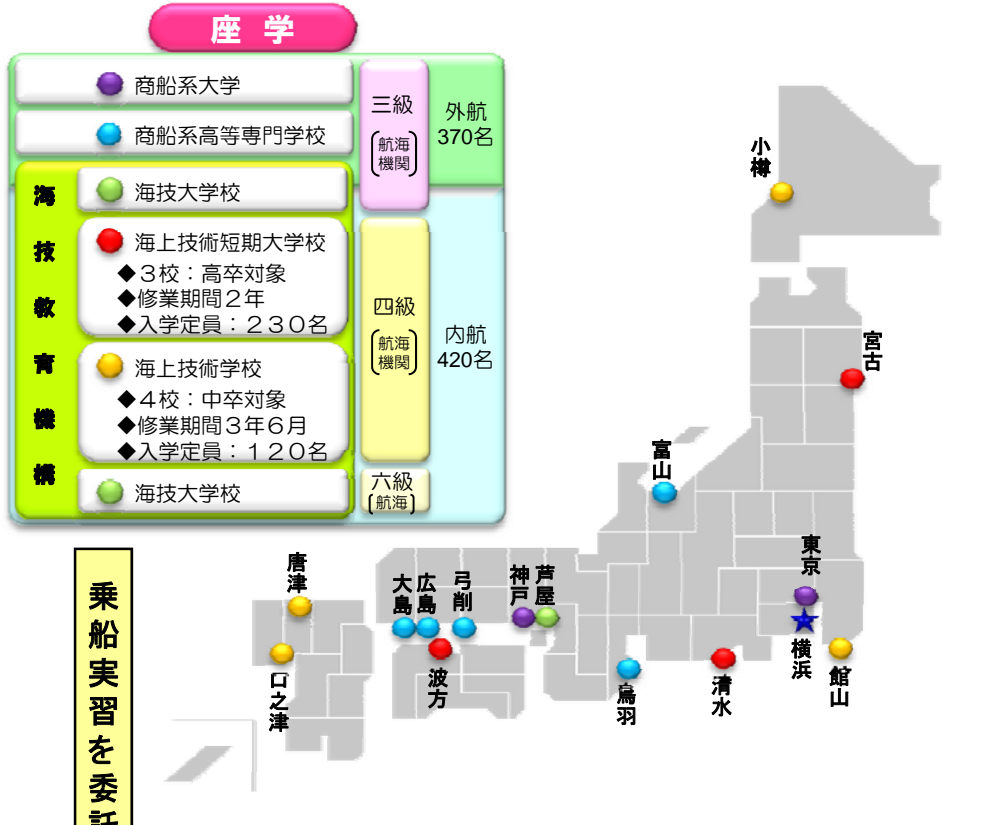 座 学
商船系大学
商船系高等専門学校
海技教育機構
海技大学校
海上技術短期大学校
◆３校：高卒対象
◆修業期間２年
◆入学定員：２３０名
海上技術学校
◆４校：中卒対象
◆修業期間３年６月
◆入学定員：１２０名
海技大学校
三級
航海
機関
四級
航海
機関
六級
航海
外航
370名
内航
420名
乗船実習を委託
小樽
宮古
富山
東京
横浜
館山
清水
鳥羽
芦屋
神戸
弓削
広島
大島
波方
唐津
口之津